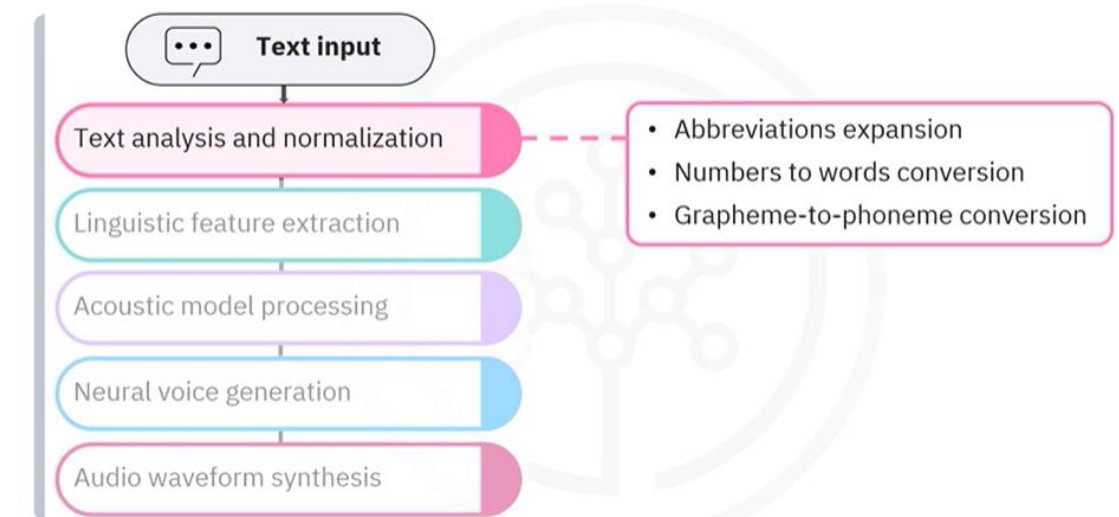 Text input
Text analysis and normalization
• Abbreviations expansion
• Numbers to words conversion
• Grapheme-to-phoneme conversion
Linguistic feature extraction
Acoustic model processing
Neural voice generation
Audio waveform synthesis